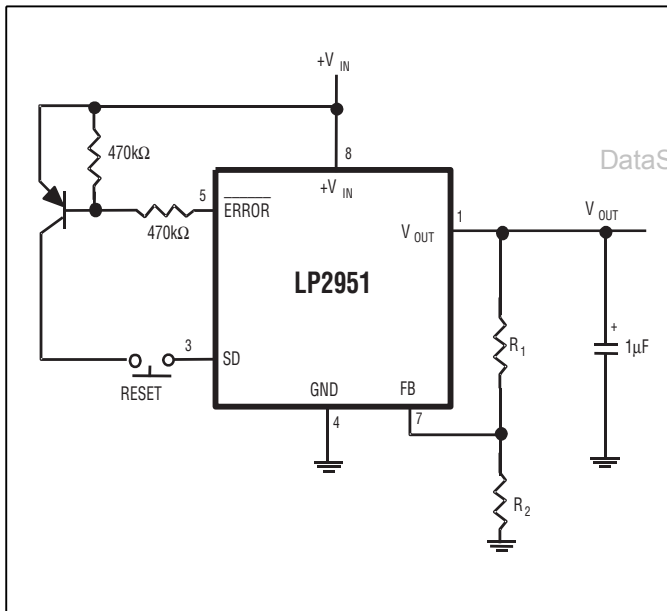 +V IN
470kΩ
8
DataS
+V IN
5
ERROR
1
V OUT
470kΩ
V OUT
LP2951
3
SD
R1
+
1µF
RESET
GND
FB
4
7
R2